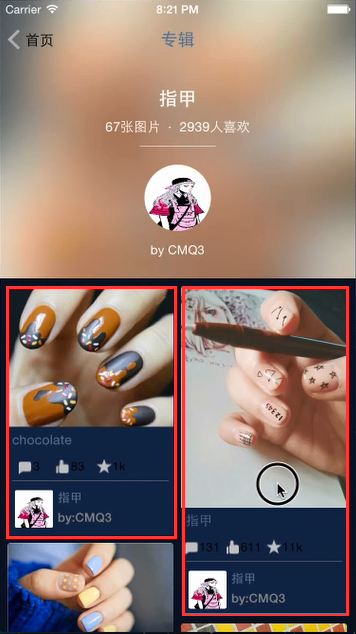 Carrier 8:21 PM
首页 专辑
指甲
67张图片 · 2939人喜欢
by CMQ3
chocolate
3 83 1k
指甲
by:CMQ3
指甲
131 611 11k
指甲
by:CMQ3